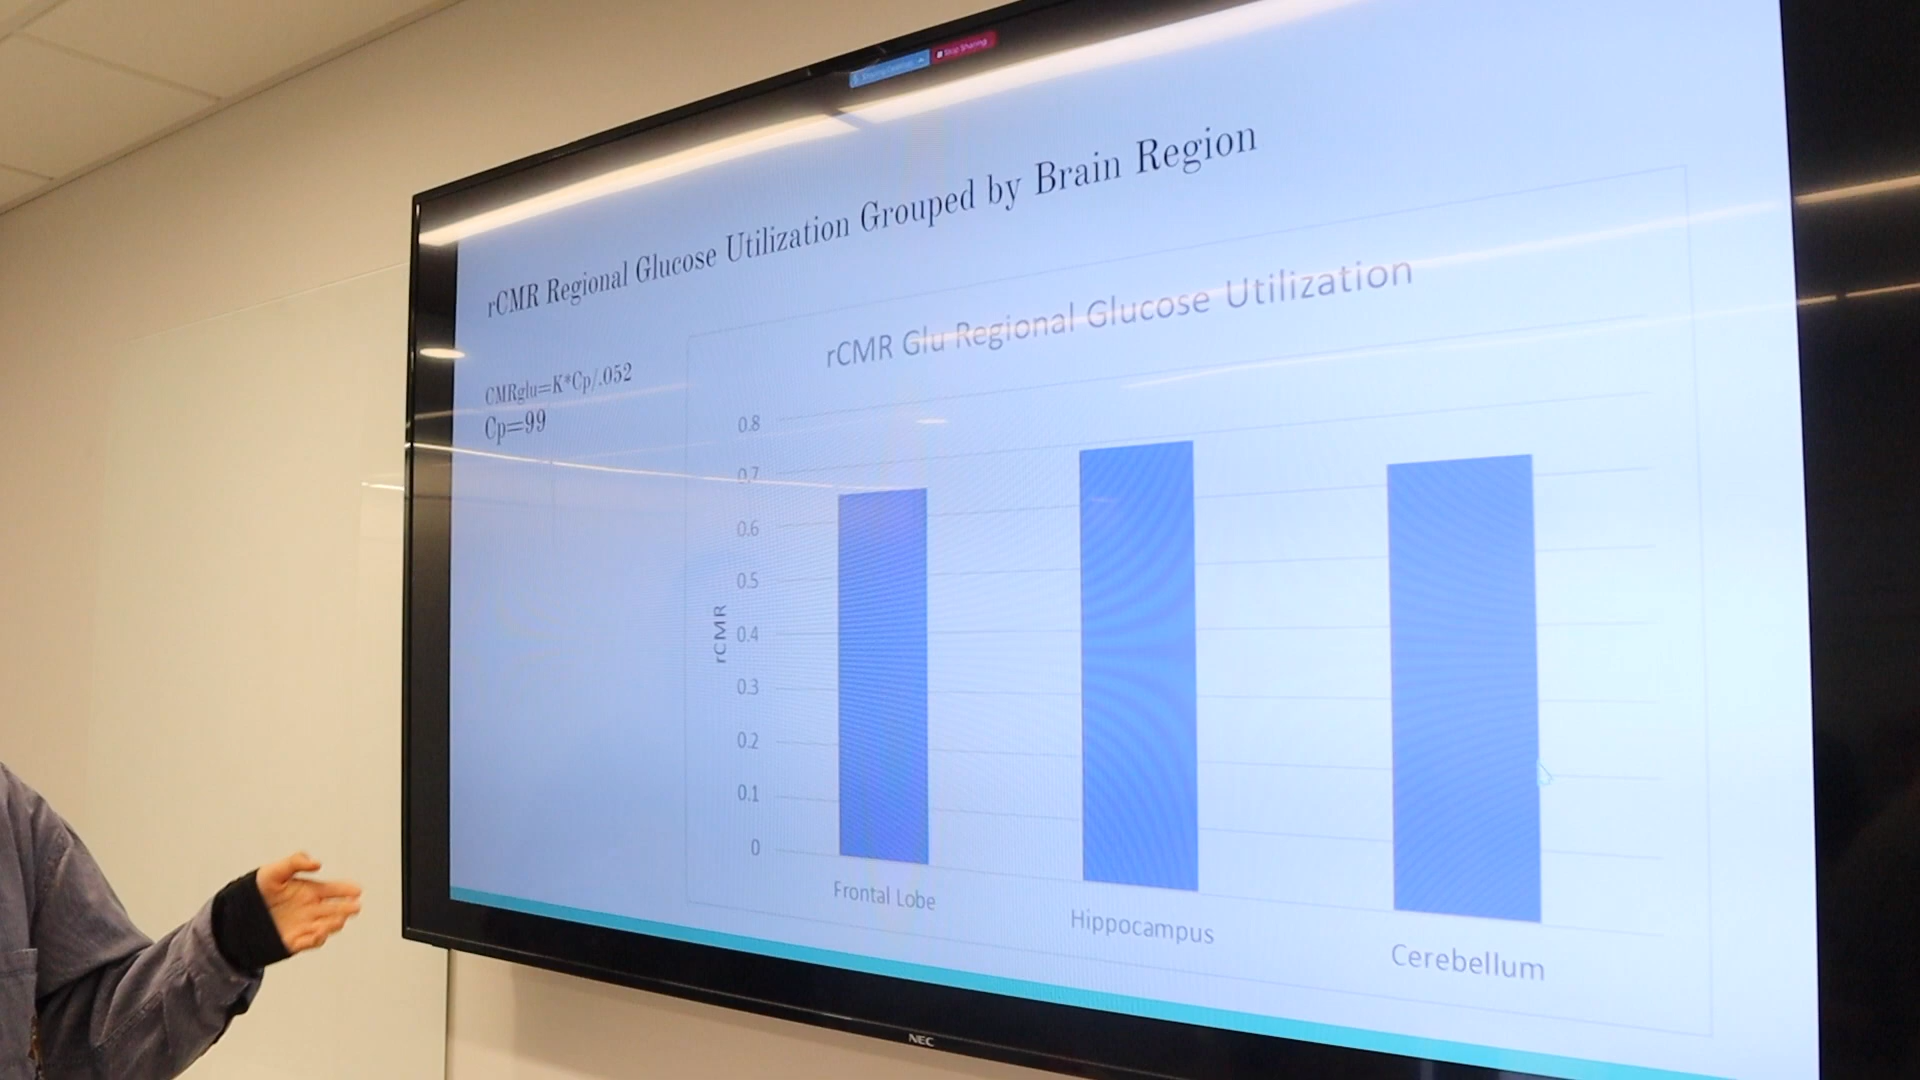 Stop Sharing
rCMR Regional Glucose Utilization Grouped by Brain Region
CMRglu=K*Cp/.052
Cp=99
rCMR Glu Regional Glucose Utilization
0.8
0.7
0.6
0.5
0.4
0.3
0.2
0.1
0
rCMR
Frontal Lobe
Hippocampus
Cerebellum
NEC